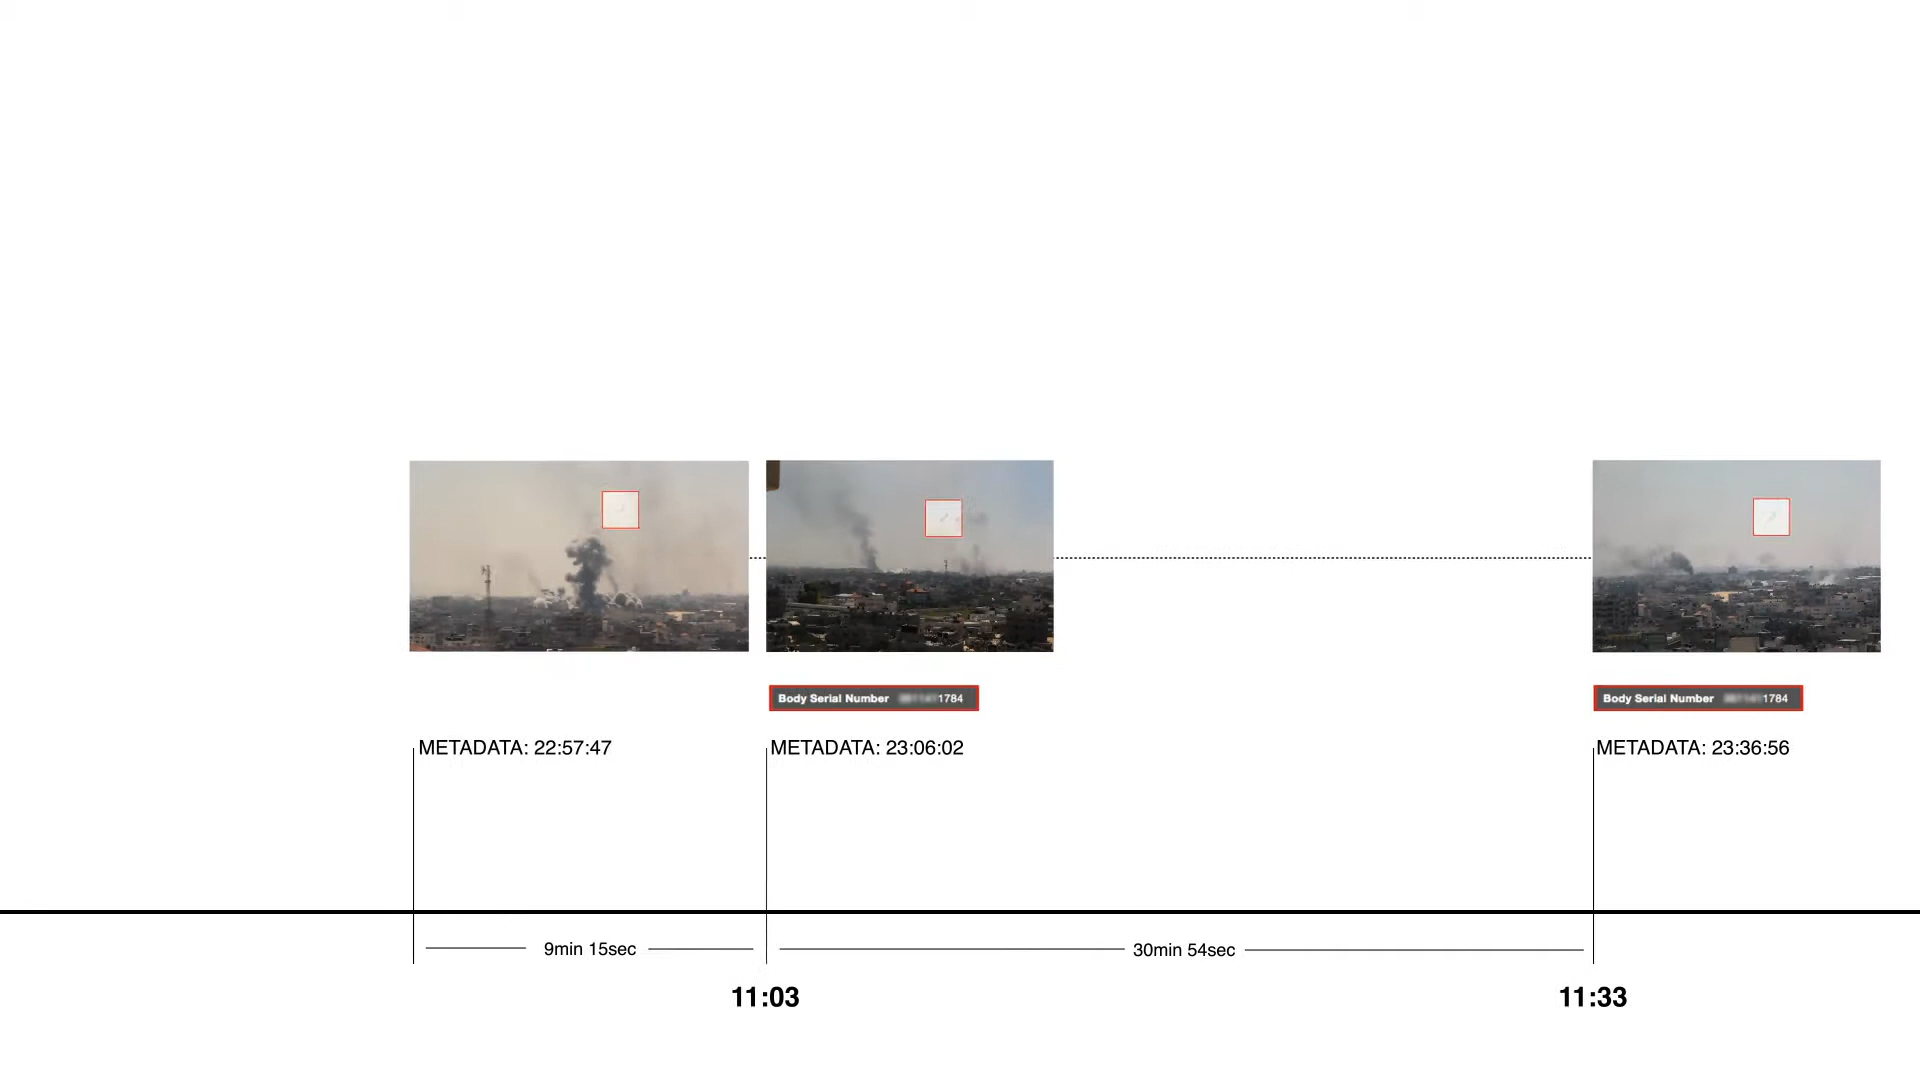 Body Serial Number 1784
Body Serial Number 1784
METADATA: 22:57:47
METADATA: 23:06:02
METADATA: 23:36:56
9min 15sec
30min 54sec
11:03
11:33